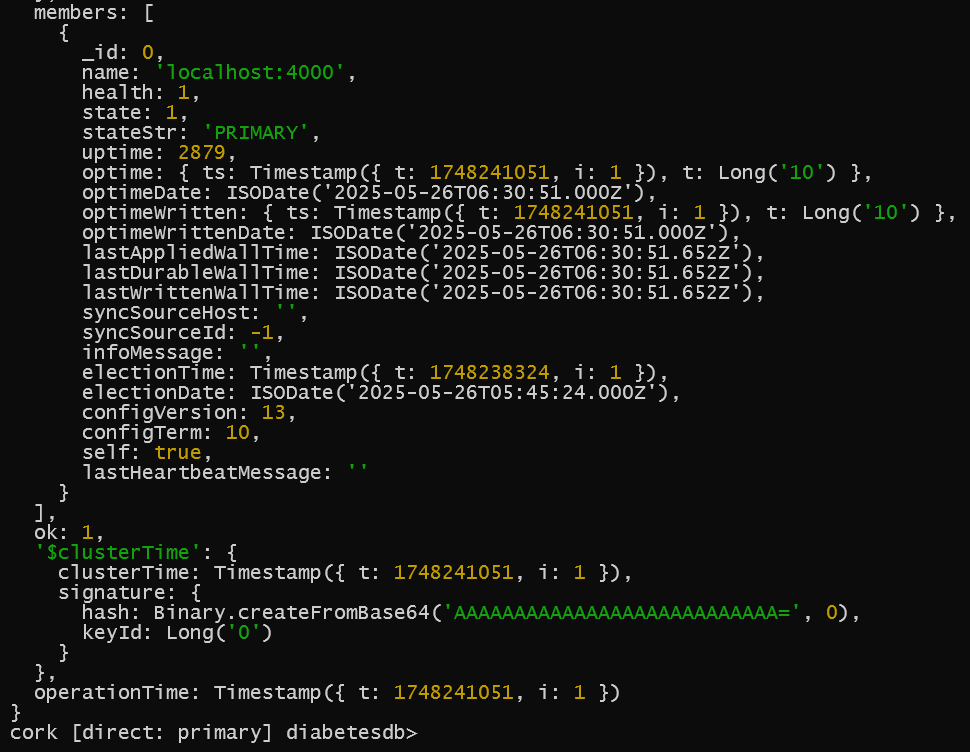 members: [
{
_id: 0,
name: 'localhost:4000',
health: 1,
state: 1,
stateStr: 'PRIMARY',
uptime: 2879,
optime: { ts: Timestamp({ t: 1748241051, i: 1 }), t: Long('10') },
optimeDate: ISODate('2025-05-26T06:30:51.000Z'),
optimeWritten: { ts: Timestamp({ t: 1748241051, i: 1 }), t: Long('10') },
optimeWrittenDate: ISODate('2025-05-26T06:30:51.000Z'),
lastAppliedWallTime: ISODate('2025-05-26T06:30:51.652Z'),
lastDurableWallTime: ISODate('2025-05-26T06:30:51.652Z'),
lastWrittenWallTime: ISODate('2025-05-26T06:30:51.652Z'),
syncSourceHost: '',
syncSourceId: -1,
infoMessage: '',
electionTime: Timestamp({ t: 1748238324, i: 1 }),
electionDate: ISODate('2025-05-26T05:45:24.000Z'),
configVersion: 13,
configTerm: 10,
self: true,
lastHeartbeatMessage: ''
}
],
ok: 1,
'$clusterTime': {
clusterTime: Timestamp({ t: 1748241051, i: 1 }),
signature: {
hash: Binary.createFromBase64('AAAAAAAAAAAAAAAAAAAAAAAAAAA=', 0),
keyId: Long('0')
}
},
operationTime: Timestamp({ t: 1748241051, i: 1 })
}
cork [direct: primary] diabetesdb>